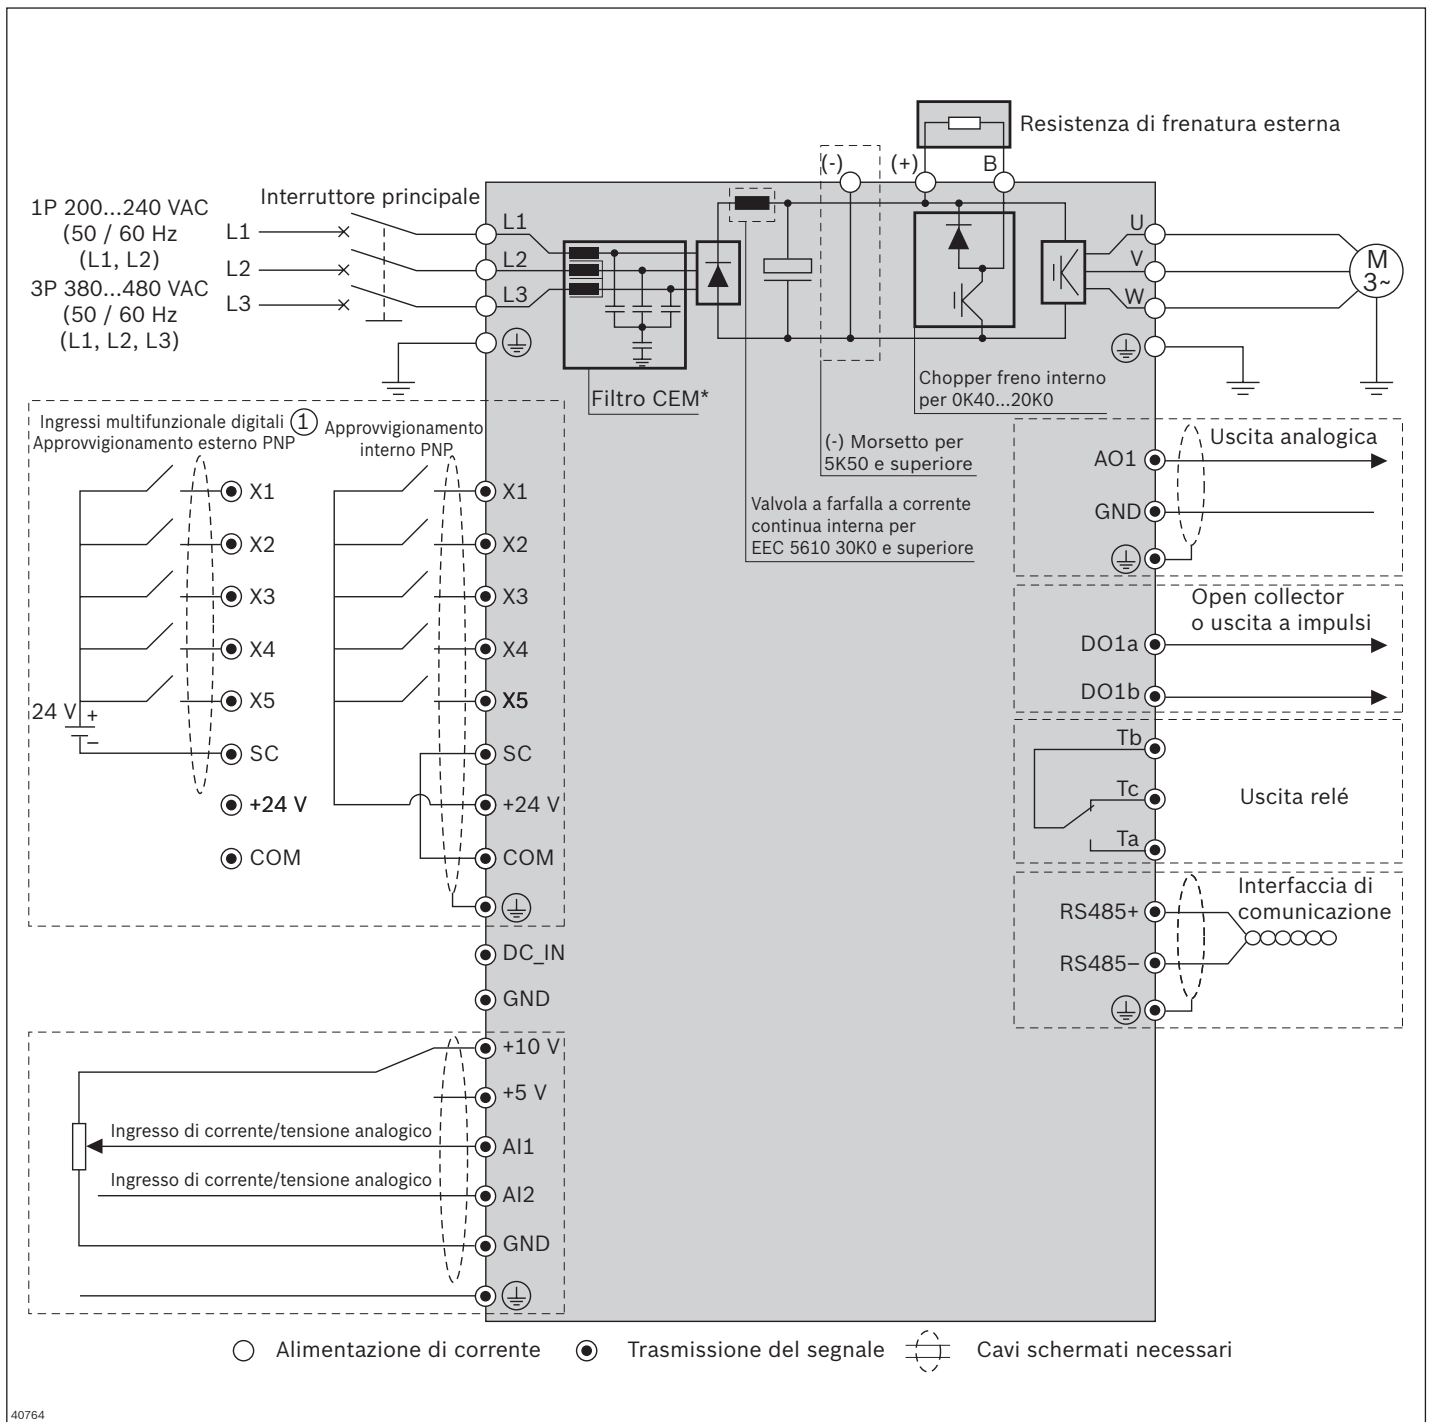 Resistenza di frenatura esterna
(-)
(+)
B
Interruttore principale
1P 200...240 VAC
(50 / 60 Hz
(L1, L2)
3P 380...480 VAC
(50 / 60 Hz
(L1, L2, L3)
L1
L2
L3
L1
L2
L3
U
V
W
M
3~
Filtro CEM*
Chopper freno interno
per 0K40...20K0
(-) Morsetto per
5K50 e superiore
Valvola a farfalla a corrente
continua interna per
EEC 5610 30K0 e superiore
Ingressi multifunzionale digitali 1
Approvvigionamento esterno PNP
Approvvigionamento
interno PNP
X1
X2
X3
X4
X5
24 V
+
–
SC
+24 V
COM
X1
X2
X3
X4
X5
SC
+24 V
COM
DC_IN
GND
+10 V
+5 V
Ingresso di corrente/tensione analogico
AI1
Ingresso di corrente/tensione analogico
AI2
GND
Uscita analogica
AO1
GND
Open collector
o uscita a impulsi
DO1a
DO1b
Tb
Tc
Ta
Uscita relé
Interfaccia di
comunicazione
RS485+
RS485–
Alimentazione di corrente
Trasmissione del segnale
Cavi schermati necessari
40764